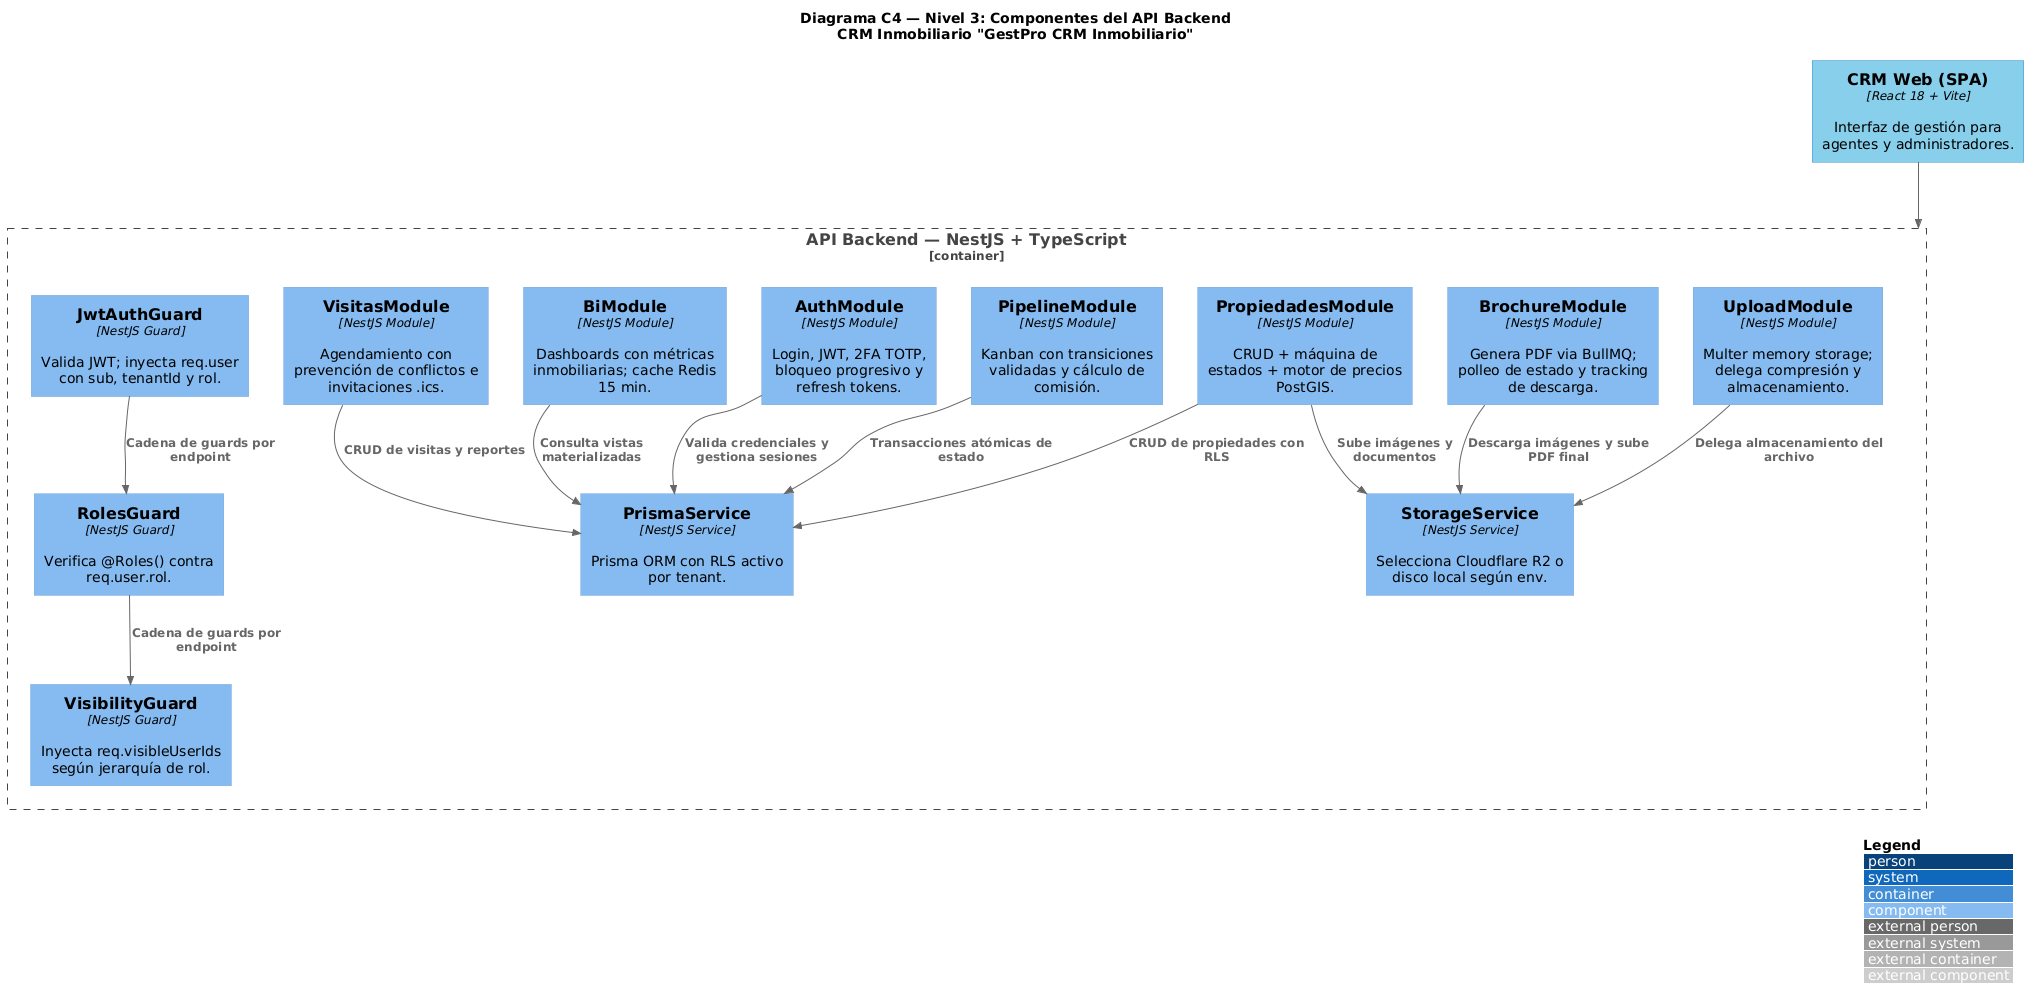 Diagrama C4 — Nivel 3: Componentes del API Backend
CRM Inmobiliario "GestPro CRM Inmobiliario"
CRM Web (SPA)
[React 18 + Vite]
Interfaz de gestión para
agentes y administradores.
API Backend — NestJS + TypeScript
[container]
JwtAuthGuard
[NestJS Guard]
Valida JWT; inyecta req.user
con sub, tenantId y rol.
VisitasModule
[NestJS Module]
Agendamiento con
prevención de conflictos e
invitaciones .ics.
BiModule
[NestJS Module]
Dashboards con métricas
inmobiliarias; cache Redis
15 min.
AuthModule
[NestJS Module]
Login, JWT, 2FA TOTP,
bloqueo progresivo y
refresh tokens.
PipelineModule
[NestJS Module]
Kanban con transiciones
validadas y cálculo de
comisión.
PropiedadesModule
[NestJS Module]
CRUD + máquina de
estados + motor de precios
PostGIS.
BrochureModule
[NestJS Module]
Genera PDF via BullMQ;
polleo de estado y tracking
de descarga.
UploadModule
[NestJS Module]
Multer memory storage;
delega compresión y
almacenamiento.
Cadena de guards por
endpoint
CRUD de visitas y reportes
Consulta vistas
materializadas
Valida credenciales y
gestiona sesiones
Transacciones atómicas de
estado
CRUD de propiedades con
RLS
Sube imágenes y
documentos
Descarga imágenes y sube
PDF final
Delega almacenamiento del
archivo
RolesGuard
[NestJS Guard]
Verifica @Roles() contra
req.user.rol.
PrismaService
[NestJS Service]
Prisma ORM con RLS activo
por tenant.
StorageService
[NestJS Service]
Selecciona Cloudflare R2 o
disco local según env.
Cadena de guards por
endpoint
VisibilityGuard
[NestJS Guard]
Inyecta req.visibleUserIds
según jerarquía de rol.
Legend
person
system
container
component
external person
external system
external container
external component